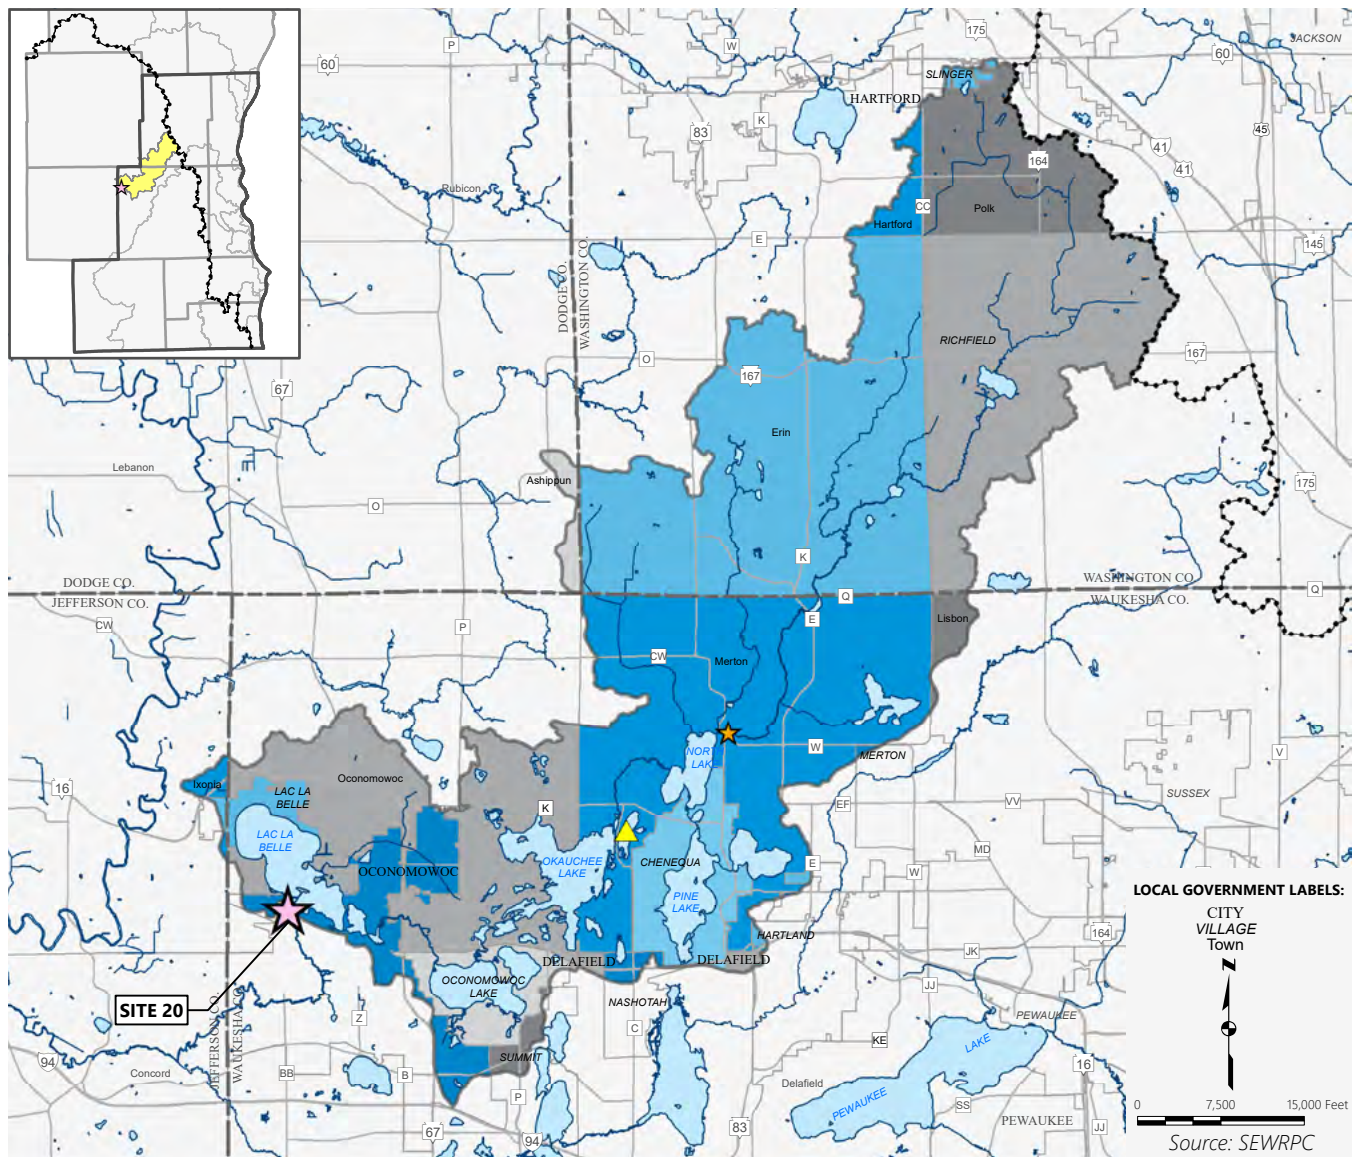 175
JACKSON
P
W
60
60
SLINGER
HARTFORD
83
K
41
45
41
164
Rubicon
CC
Polk
Hartford
E
145
DODGE CO.
WASHINGTON CO.
RICHFIELD
O
167
167
67
Erin
Lebanon
Ashippun
175
O
K
DODGE CO.
JEFFERSON CO.
WASHINGTON CO.
WAUKESHA CO.
Q
Q
CW
P
E
Lisbon
CW
Merton
NORTH
LAKE
W
MERTON
V
Ixonia
Oconomowoc
16
LAC LA
BELLE
SUSSEX
K
EF
VV
LAC LA
BELLE
MD
OKAUCHEE
LAKE
CHENEQUA
E
W
OCONOMOWOC
PINE
LAKE
LOCAL GOVERNMENT LABELS:
CITY
VILLAGE
Town
N
HARTLAND
164
JK
DELAFIELD
DELAFIELD
OCONOMOWOC
LAKE
JJ
NASHOTAH
SITE 20
JEFFERSON CO.
WAUKESHA CO.
Z
C
PEWAUKEE
KE
LAKE
94
SUMMIT
16
Concord
BB
B
Delafield
P
PEWAUKEE
SS
0 7,500 15,000 Feet
PEWAUKEE
67
94
83
JJ
Source: SEWRPC